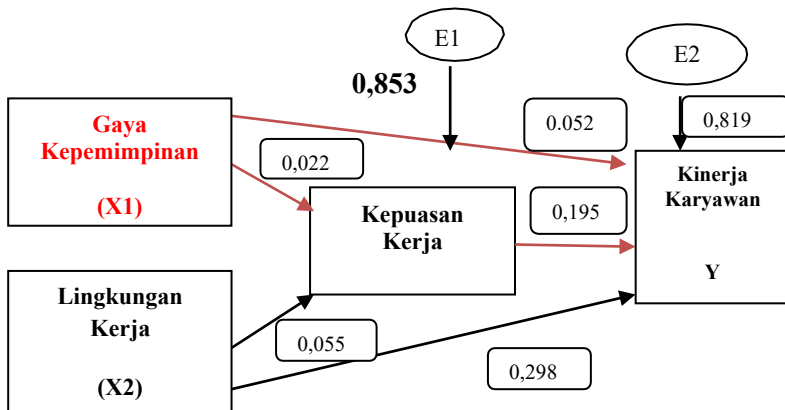 E1
E2
0,853
Gaya
Kepemimpinan
(X1)
0.052
0,819
0,022
Kinerja
Karyawan
Y
Kepuasan
Kerja
0,195
Lingkungan
Kerja
(X2)
0,055
0,298